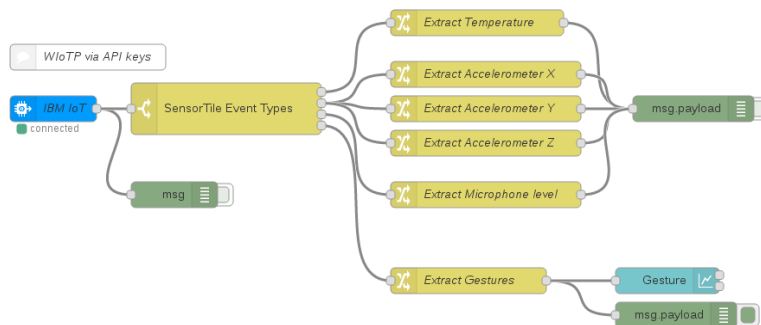 Extract Temperature
WIoTP via API keys
Extract Accelerometer X
IBM IoT
SensorTile Event Types
Extract Accelerometer Y
msg.payload
connected
Extract Accelerometer Z
msg
Extract Microphone level
Extract Gestures
Gesture
msg.payload